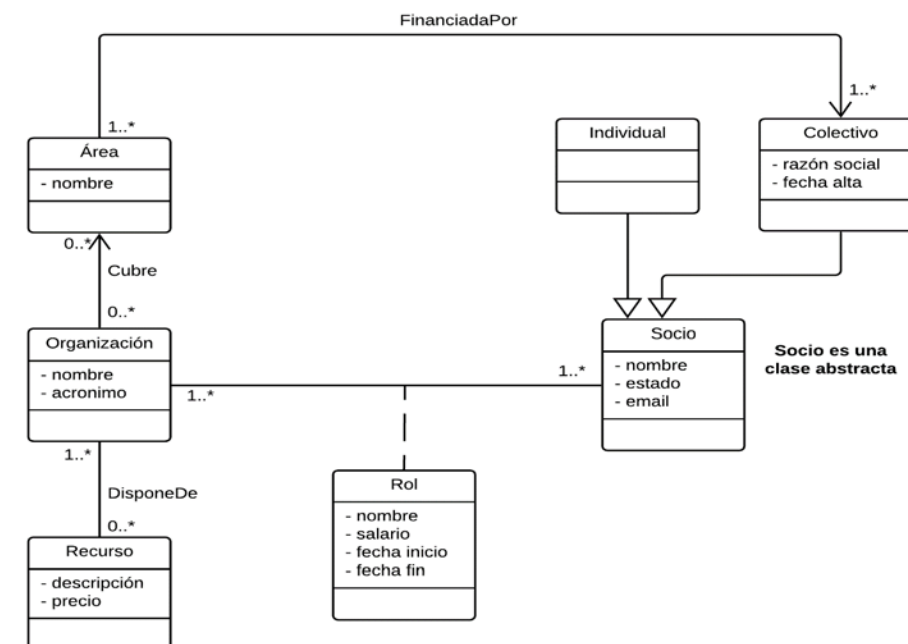 FinanciadaPor
1..*
1..*
Área
- nombre
Individual
Colectivo
- razón social
- fecha alta
0..*
Cubre
0..*
Organización
- nombre
- acronimo
Socio
- nombre
- estado
- email
Socio es una
clase abstracta
1..*
1..*
1..*
DisponeDe
0..*
Rol
- nombre
- salario
- fecha inicio
- fecha fin
Recurso
- descripción
- precio